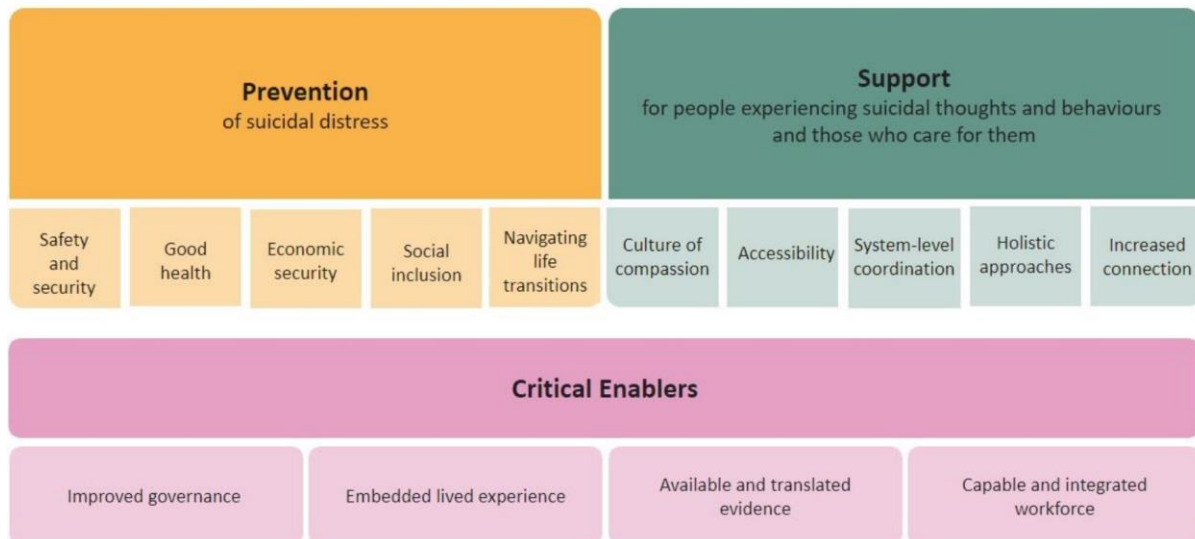 Prevention
of suicidal distress
Support
for people experiencing suicidal thoughts and behaviours
and those who care for them
Safety
and
security
Good
health
Economic
security
Social
inclusion
Navigating
life
transitions
Culture of
compassion
Accessibility
System-level
coordination
Holistic
approaches
Increased
connection
Critical Enablers
Improved governance
Embedded lived experience
Available and translated
evidence
Capable and integrated
workforce